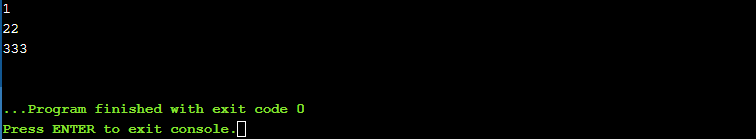 1
22
333
...Program finished with exit code 0
Press ENTER to exit console.